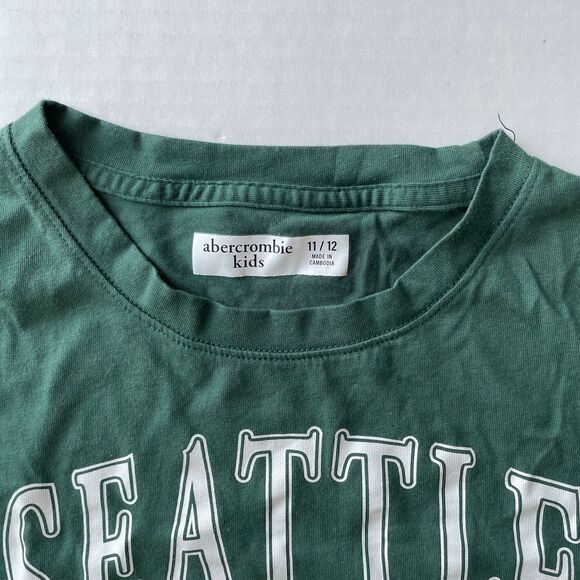 abercrombie
kids
11 / 12
MADE IN
CAMBODIA
SEATTLE